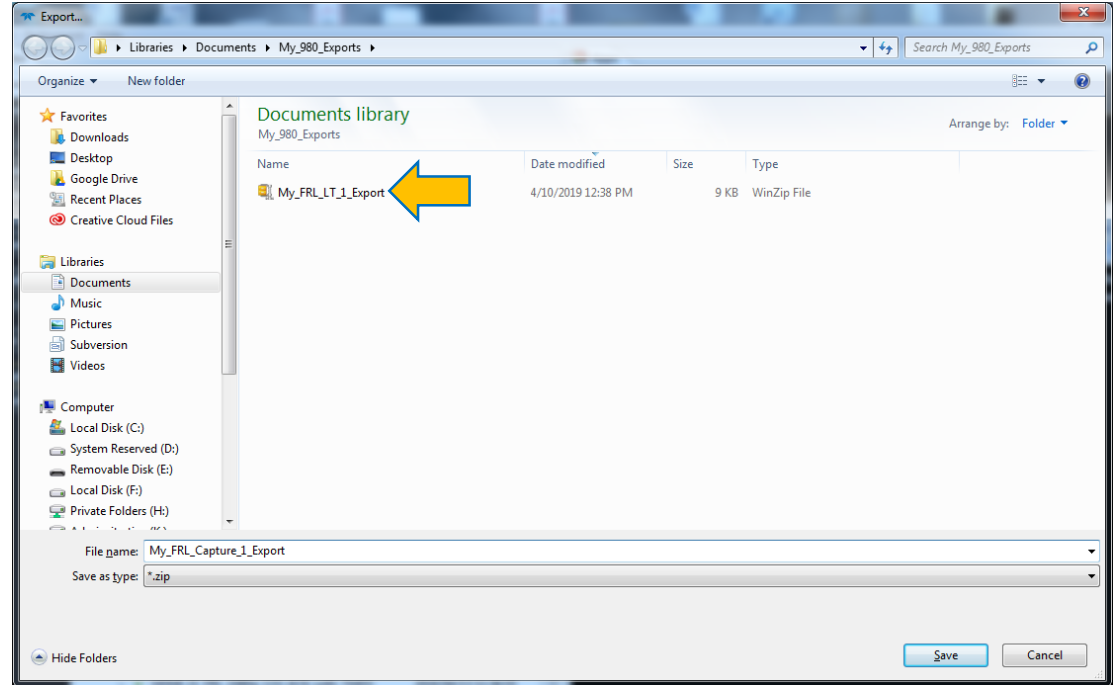 Export...
Libraries Documents My_980_Exports
Search My_980_Exports
Organize New folder
Favorites
Downloads
Desktop
Google Drive
Recent Places
Creative Cloud Files
Libraries
Documents
Music
Pictures
Subversion
Videos
Computer
Local Disk (C:)
System Reserved (D:)
Removable Disk (E:)
Local Disk (F:)
Private Folders (H:)
Documents library
My_980_Exports
Arrange by: Folder
Name Date modified Size Type
My_FRL_LT_1_Export 4/10/2019 12:38 PM 9 KB WinZip File
File name: My_FRL_Capture_1_Export
Save as type: *.zip
Hide Folders
Save Cancel